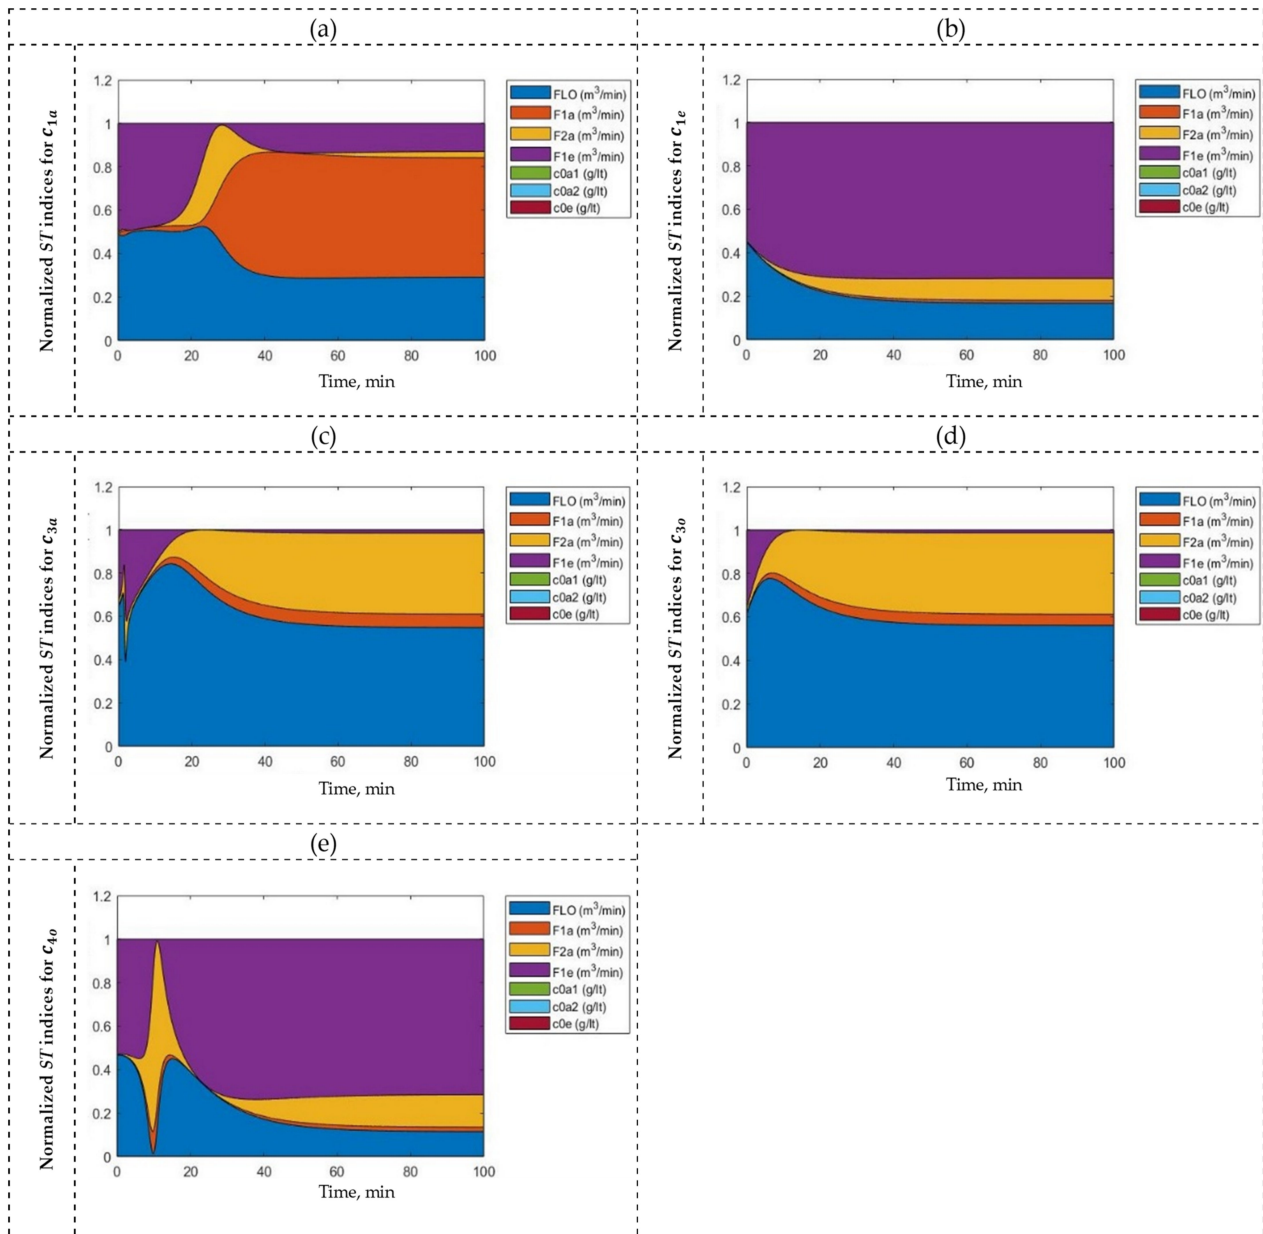 (a)
Normalized ST indices for c1a
1.2
1
0.8
0.6
0.4
0.2
0
0 20 40 60 80 100
Time, min
FLO (m³/min)
F1a (m³/min)
F2a (m³/min)
F1e (m³/min)
c0a1 (g/lt)
c0a2 (g/lt)
c0e (g/lt)
(b)
Normalized ST indices for c1e
1.2
1
0.8
0.6
0.4
0.2
0
0 20 40 60 80 100
Time, min
FLO (m³/min)
F1a (m³/min)
F2a (m³/min)
F1e (m³/min)
c0a1 (g/lt)
c0a2 (g/lt)
c0e (g/lt)
(c)
Normalized ST indices for c3a
1.2
1
0.8
0.6
0.4
0.2
0
0 20 40 60 80 100
Time, min
FLO (m³/min)
F1a (m³/min)
F2a (m³/min)
F1e (m³/min)
c0a1 (g/lt)
c0a2 (g/lt)
c0e (g/lt)
(d)
Normalized ST indices for c3o
1.2
1
0.8
0.6
0.4
0.2
0
0 20 40 60 80 100
Time, min
FLO (m³/min)
F1a (m³/min)
F2a (m³/min)
F1e (m³/min)
c0a1 (g/lt)
c0a2 (g/lt)
c0e (g/lt)
(e)
Normalized ST indices for c4o
1.2
1
0.8
0.6
0.4
0.2
0
0 20 40 60 80 100
Time, min
FLO (m³/min)
F1a (m³/min)
F2a (m³/min)
F1e (m³/min)
c0a1 (g/lt)
c0a2 (g/lt)
c0e (g/lt)